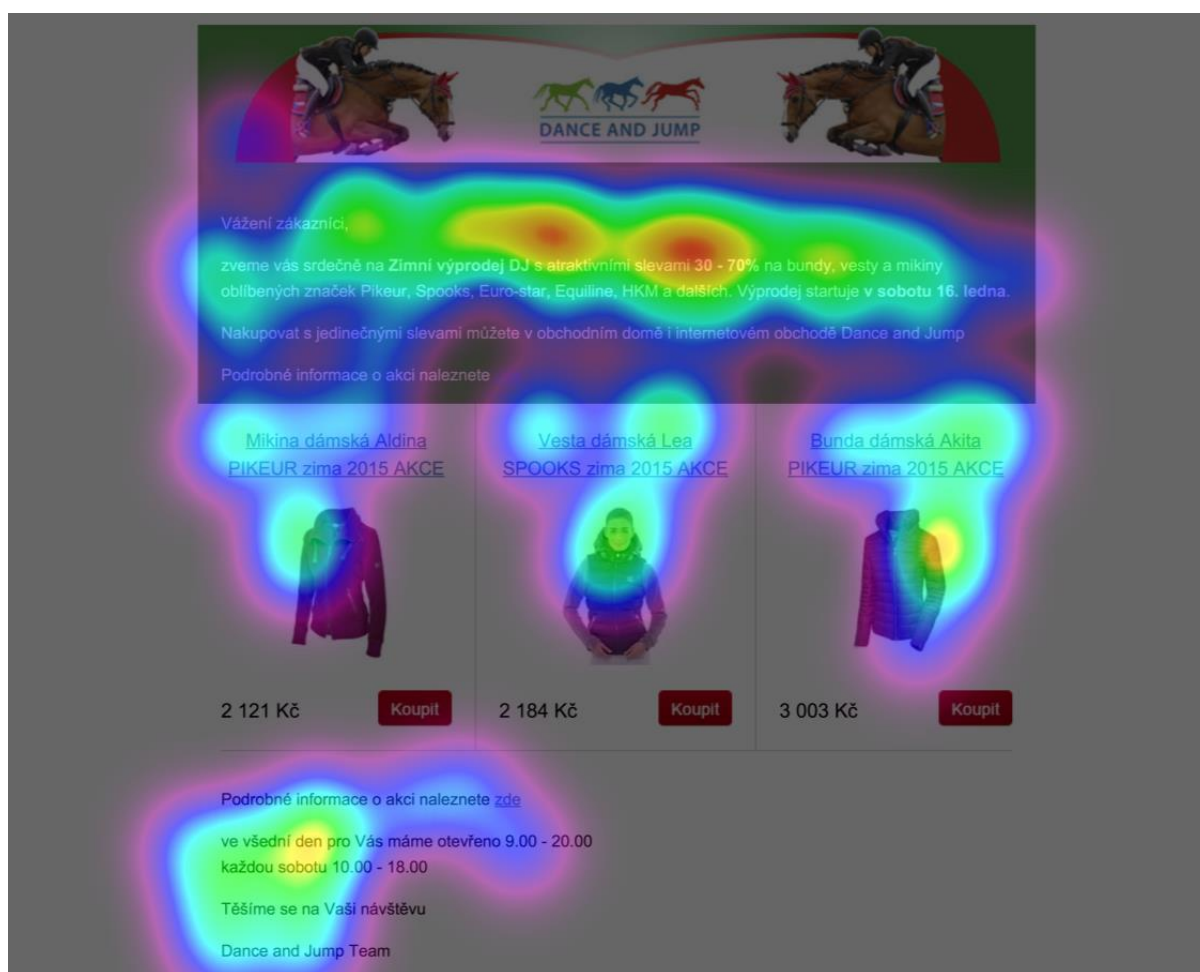 DANCE AND JUMP
Vážení zákazníci,
zveme vás srdečně na Zimní výprodej DJ s atraktivními slevami 30 - 70% na bundy, vesty a mikiny
oblíbených značek Pikeur, Spooks, Euro-star, Equiline, HKM a dalších. Výprodej startuje v sobotu 16. ledna.
Nakupovat s jedinečnými slevami můžete v obchodním domě i internetovém obchodě Dance and Jump
Podrobné informace o akci naleznete
Mikina dámská Aldina
PIKEUR zima 2015 AKCE
Vesta dámská Lea
SPOOKS zima 2015 AKCE
Bunda dámská Akita
PIKEUR zima 2015 AKCE
2 121 Kč Koupit
2 184 Kč Koupit
3 003 Kč Koupit
Podrobné informace o akci naleznete zde
ve všední den pro Vás máme otevřeno 9.00 - 20.00
každou sobotu 10.00 - 18.00
Těšíme se na Vaši návštěvu
Dance and Jump Team